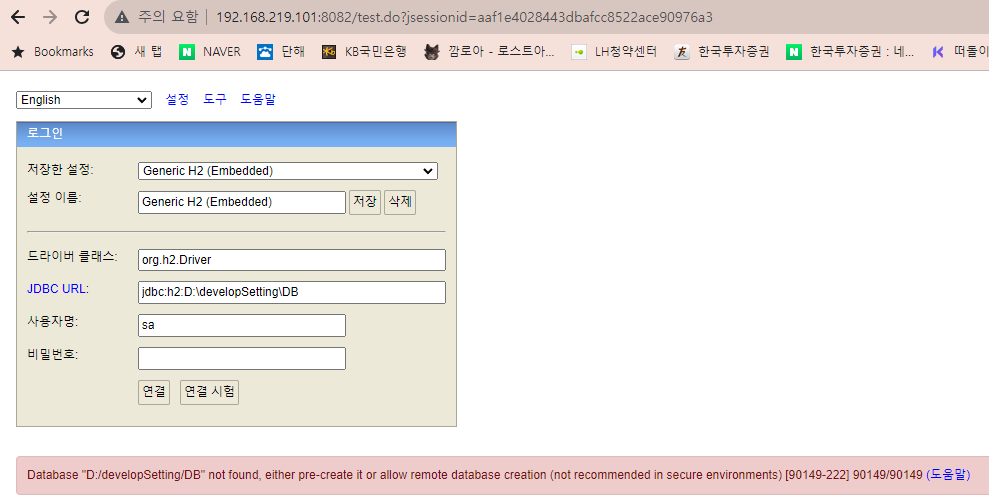 주의 요함 192.168.219.101:8082/test.do?jsessionid=aaf1e4028443dbafcc8522ace90976a3
Bookmarks 새 탭 NAVER 단해 KB국민은행 깜로아 - 로스트아... LH청약센터 한국투자증권 한국투자증권 : 네... 떠돌이
English 설정 도구 도움말
로그인
저장한 설정: Generic H2 (Embedded)
설정 이름: Generic H2 (Embedded) 저장 삭제
드라이버 클래스: org.h2.Driver
JDBC URL: jdbc:h2:D:\developSetting\DB
사용자명: sa
비밀번호:
연결 연결 시험
Database "D:/developSetting/DB" not found, either pre-create it or allow remote database creation (not recommended in secure environments) [90149-222] 90149/90149 (도움말)